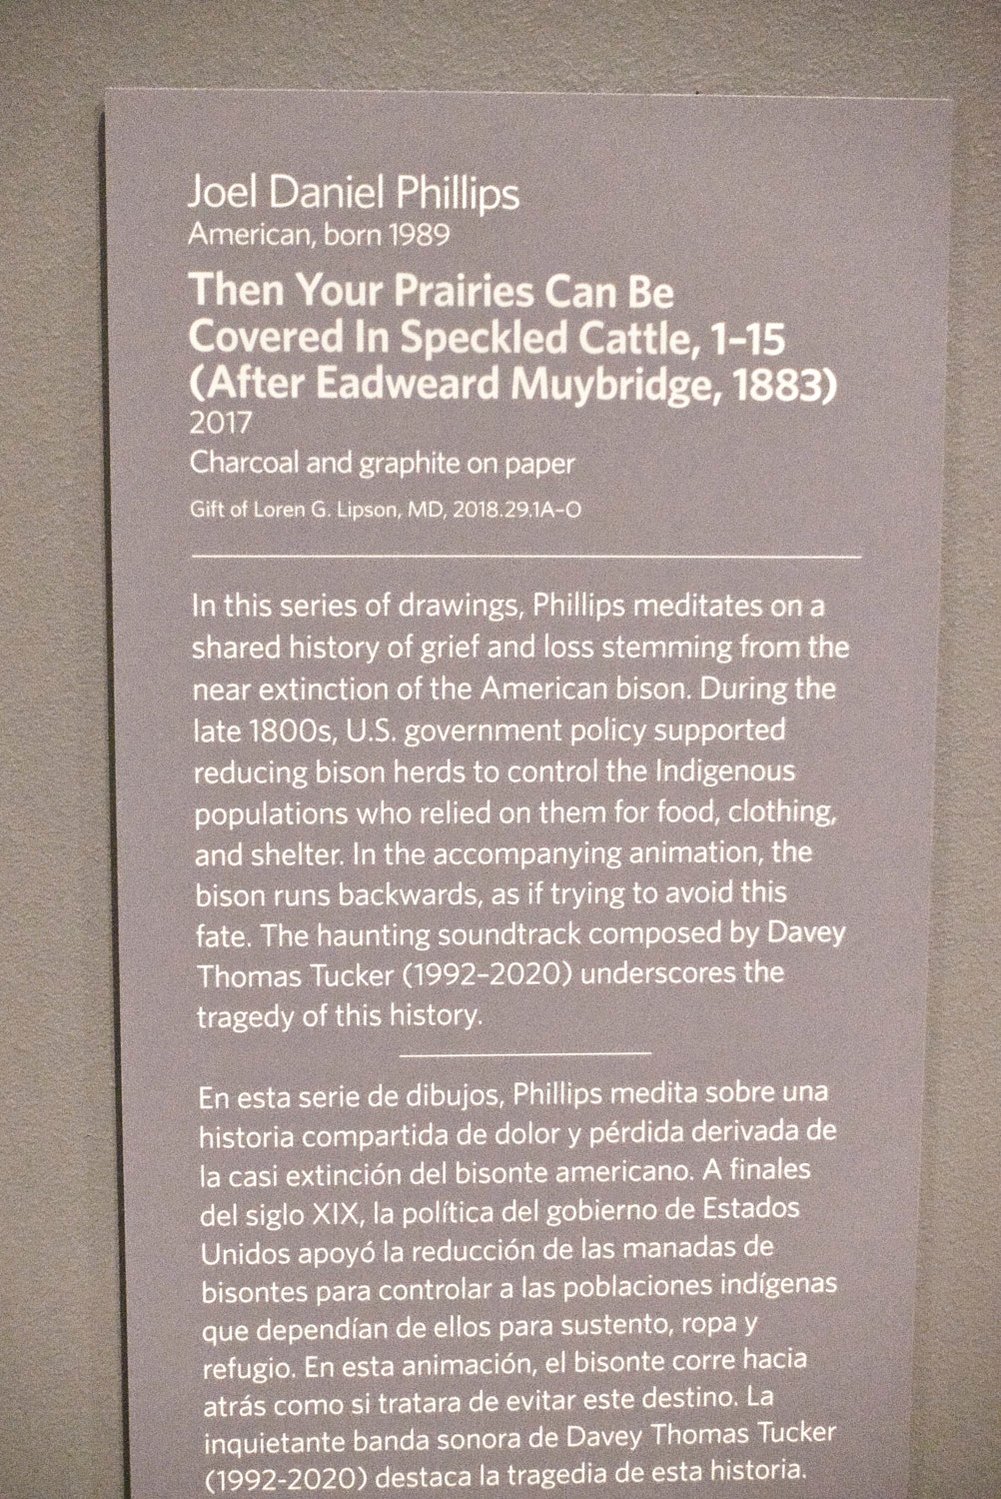 Joel Daniel Phillips
American, born 1989
Then Your Prairies Can Be
Covered In Speckled Cattle, 1–15
(After Eadweard Muybridge, 1883)
2017
Charcoal and graphite on paper
Gift of Loren G. Lipson, MD, 2018.29.1A–O
In this series of drawings, Phillips meditates on a
shared history of grief and loss stemming from the
near extinction of the American bison. During the
late 1800s, U.S. government policy supported
reducing bison herds to control the Indigenous
populations who relied on them for food, clothing,
and shelter. In the accompanying animation, the
bison runs backwards, as if trying to avoid this
fate. The haunting soundtrack composed by Davey
Thomas Tucker (1992–2020) underscores the
tragedy of this history.
En esta serie de dibujos, Phillips medita sobre una
historia compartida de dolor y pérdida derivada de
la casi extinción del bisonte americano. A finales
del siglo XIX, la política del gobierno de Estados
Unidos apoyó la reducción de las manadas de
bisontes para controlar a las poblaciones indígenas
que dependían de ellos para sustento, ropa y
refugio. En esta animación, el bisonte corre hacia
atrás como si tratara de evitar este destino. La
inquietante banda sonora de Davey Thomas Tucker
(1992-2020) destaca la tragedia de esta historia.